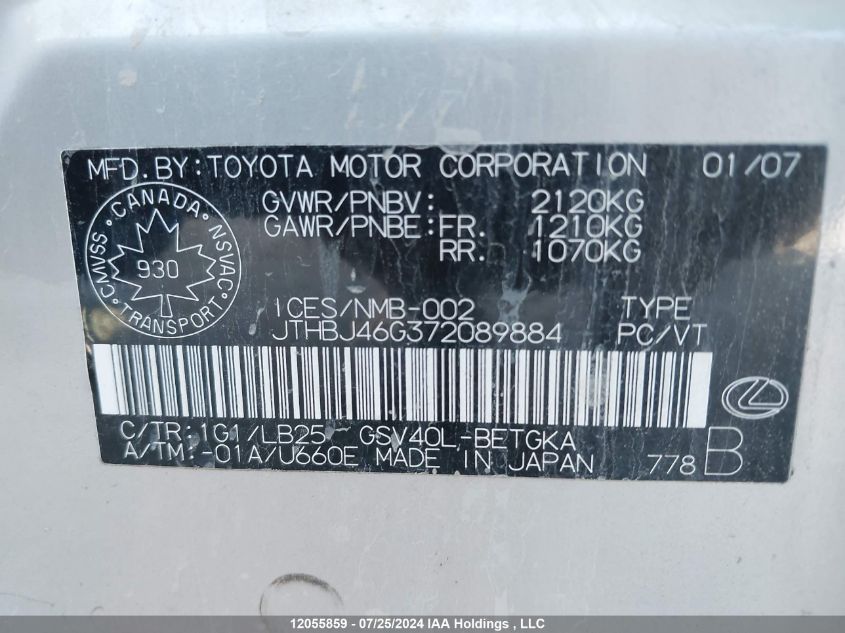 MFD.BY:TOYOTA MOTOR CORPORATION 01/07
GVWR/PNBV: 2120KG
GAWR/PNBE:FR. 1210KG
RR. 1070KG
CANADA
CMVSS 930 NSVAC
TRANSPORT
ICES/NMB-002 TYPE
JTHBJ46G372089884 PC/VT
C/TR:1G1/LB25 GSV40L-BETGKA
A/TM:-01A/U660E MADE IN JAPAN 778 B
12055859 - 07/25/2024 IAA Holdings , LLC